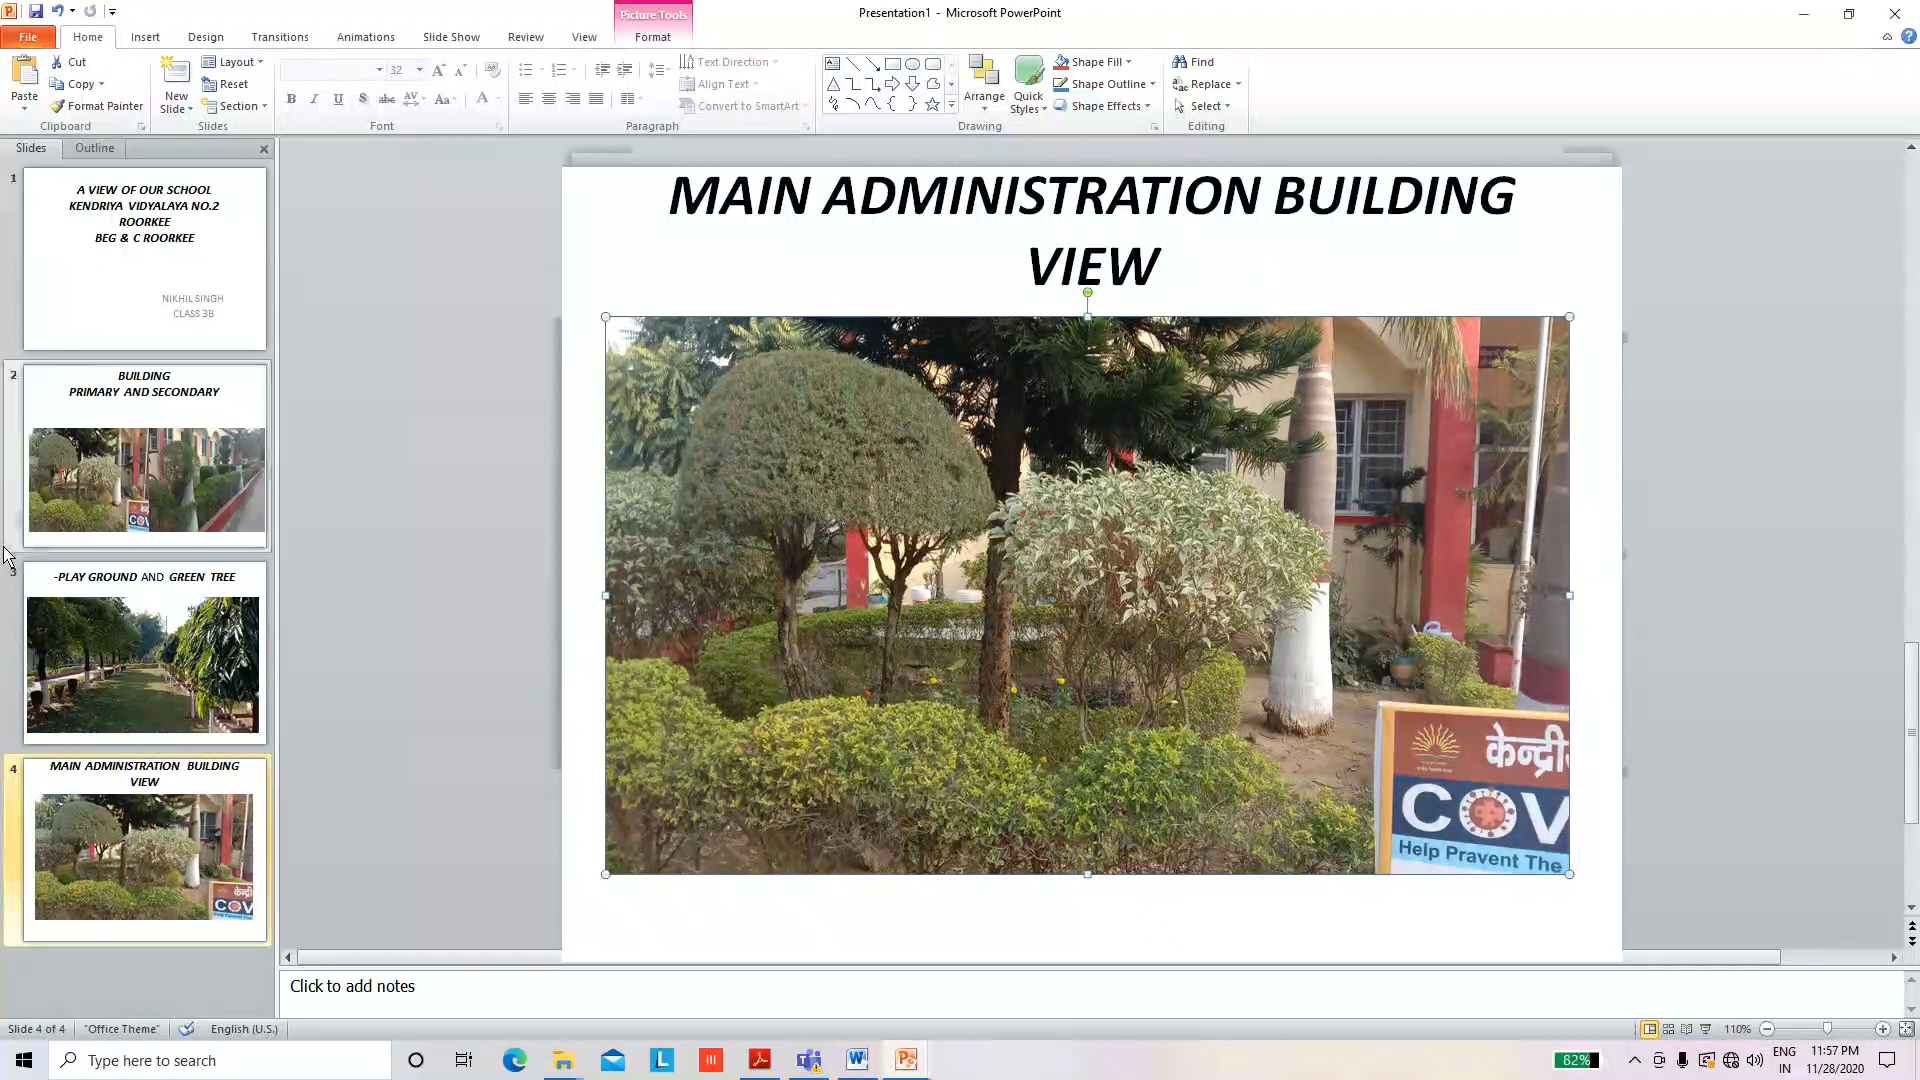 Picture Tools
Presentation1 - Microsoft PowerPoint
File
Home
Insert
Design
Transitions
Animations
Slide Show
Review
View
Format
Paste
Cut
Copy
Format Painter
Clipboard
New
Slide
Layout
Reset
Section
Slides
32
Font
Text Direction
Align Text
Convert to SmartArt
Paragraph
Arrange
Quick
Styles
Shape Fill
Shape Outline
Shape Effects
Drawing
Find
Replace
Select
Editing
Slides
Outline
1
A VIEW OF OUR SCHOOL
KENDRIYA VIDYALAYA NO.2
ROORKEE
BEG & C ROORKEE
NIKHIL SINGH
CLASS 3B
2
BUILDING
PRIMARY AND SECONDARY
COV
3
-PLAY GROUND AND GREEN TREE
4
MAIN ADMINISTRATION BUILDING
VIEW
केन्द्री
COV
MAIN ADMINISTRATION BUILDING
VIEW
केन्द्री
COV
Help Pravent The
Click to add notes
Slide 4 of 4
"Office Theme"
English (U.S.)
110%
Type here to search
82%
ENG
IN
11:57 PM
11/28/2020